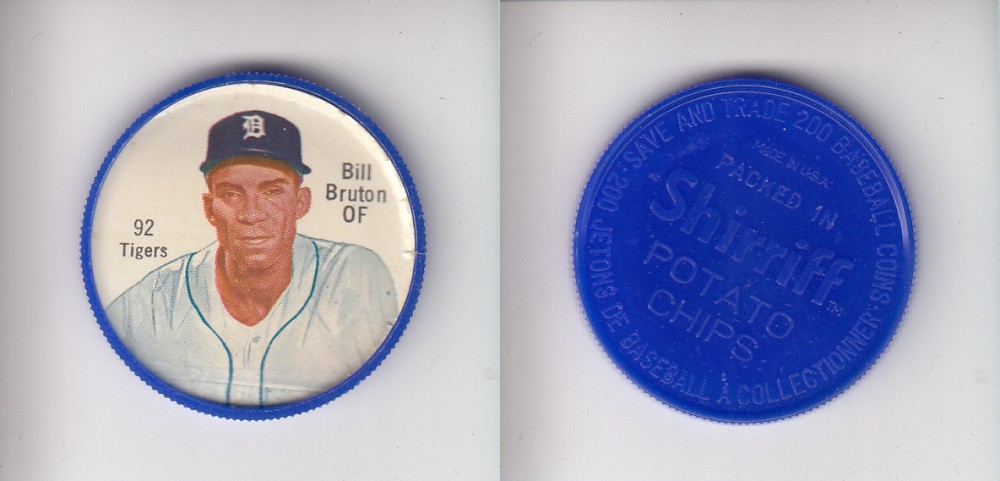 D
Bill
Bruton
OF
92
Tigers
SAVE AND TRADE 200 BASEBALL COINS
MADE IN U.S.A.
PACKED IN
Shirriff
TM
POTATO
CHIPS
200 JETONS DE BASEBALL A COLLECTIONNER